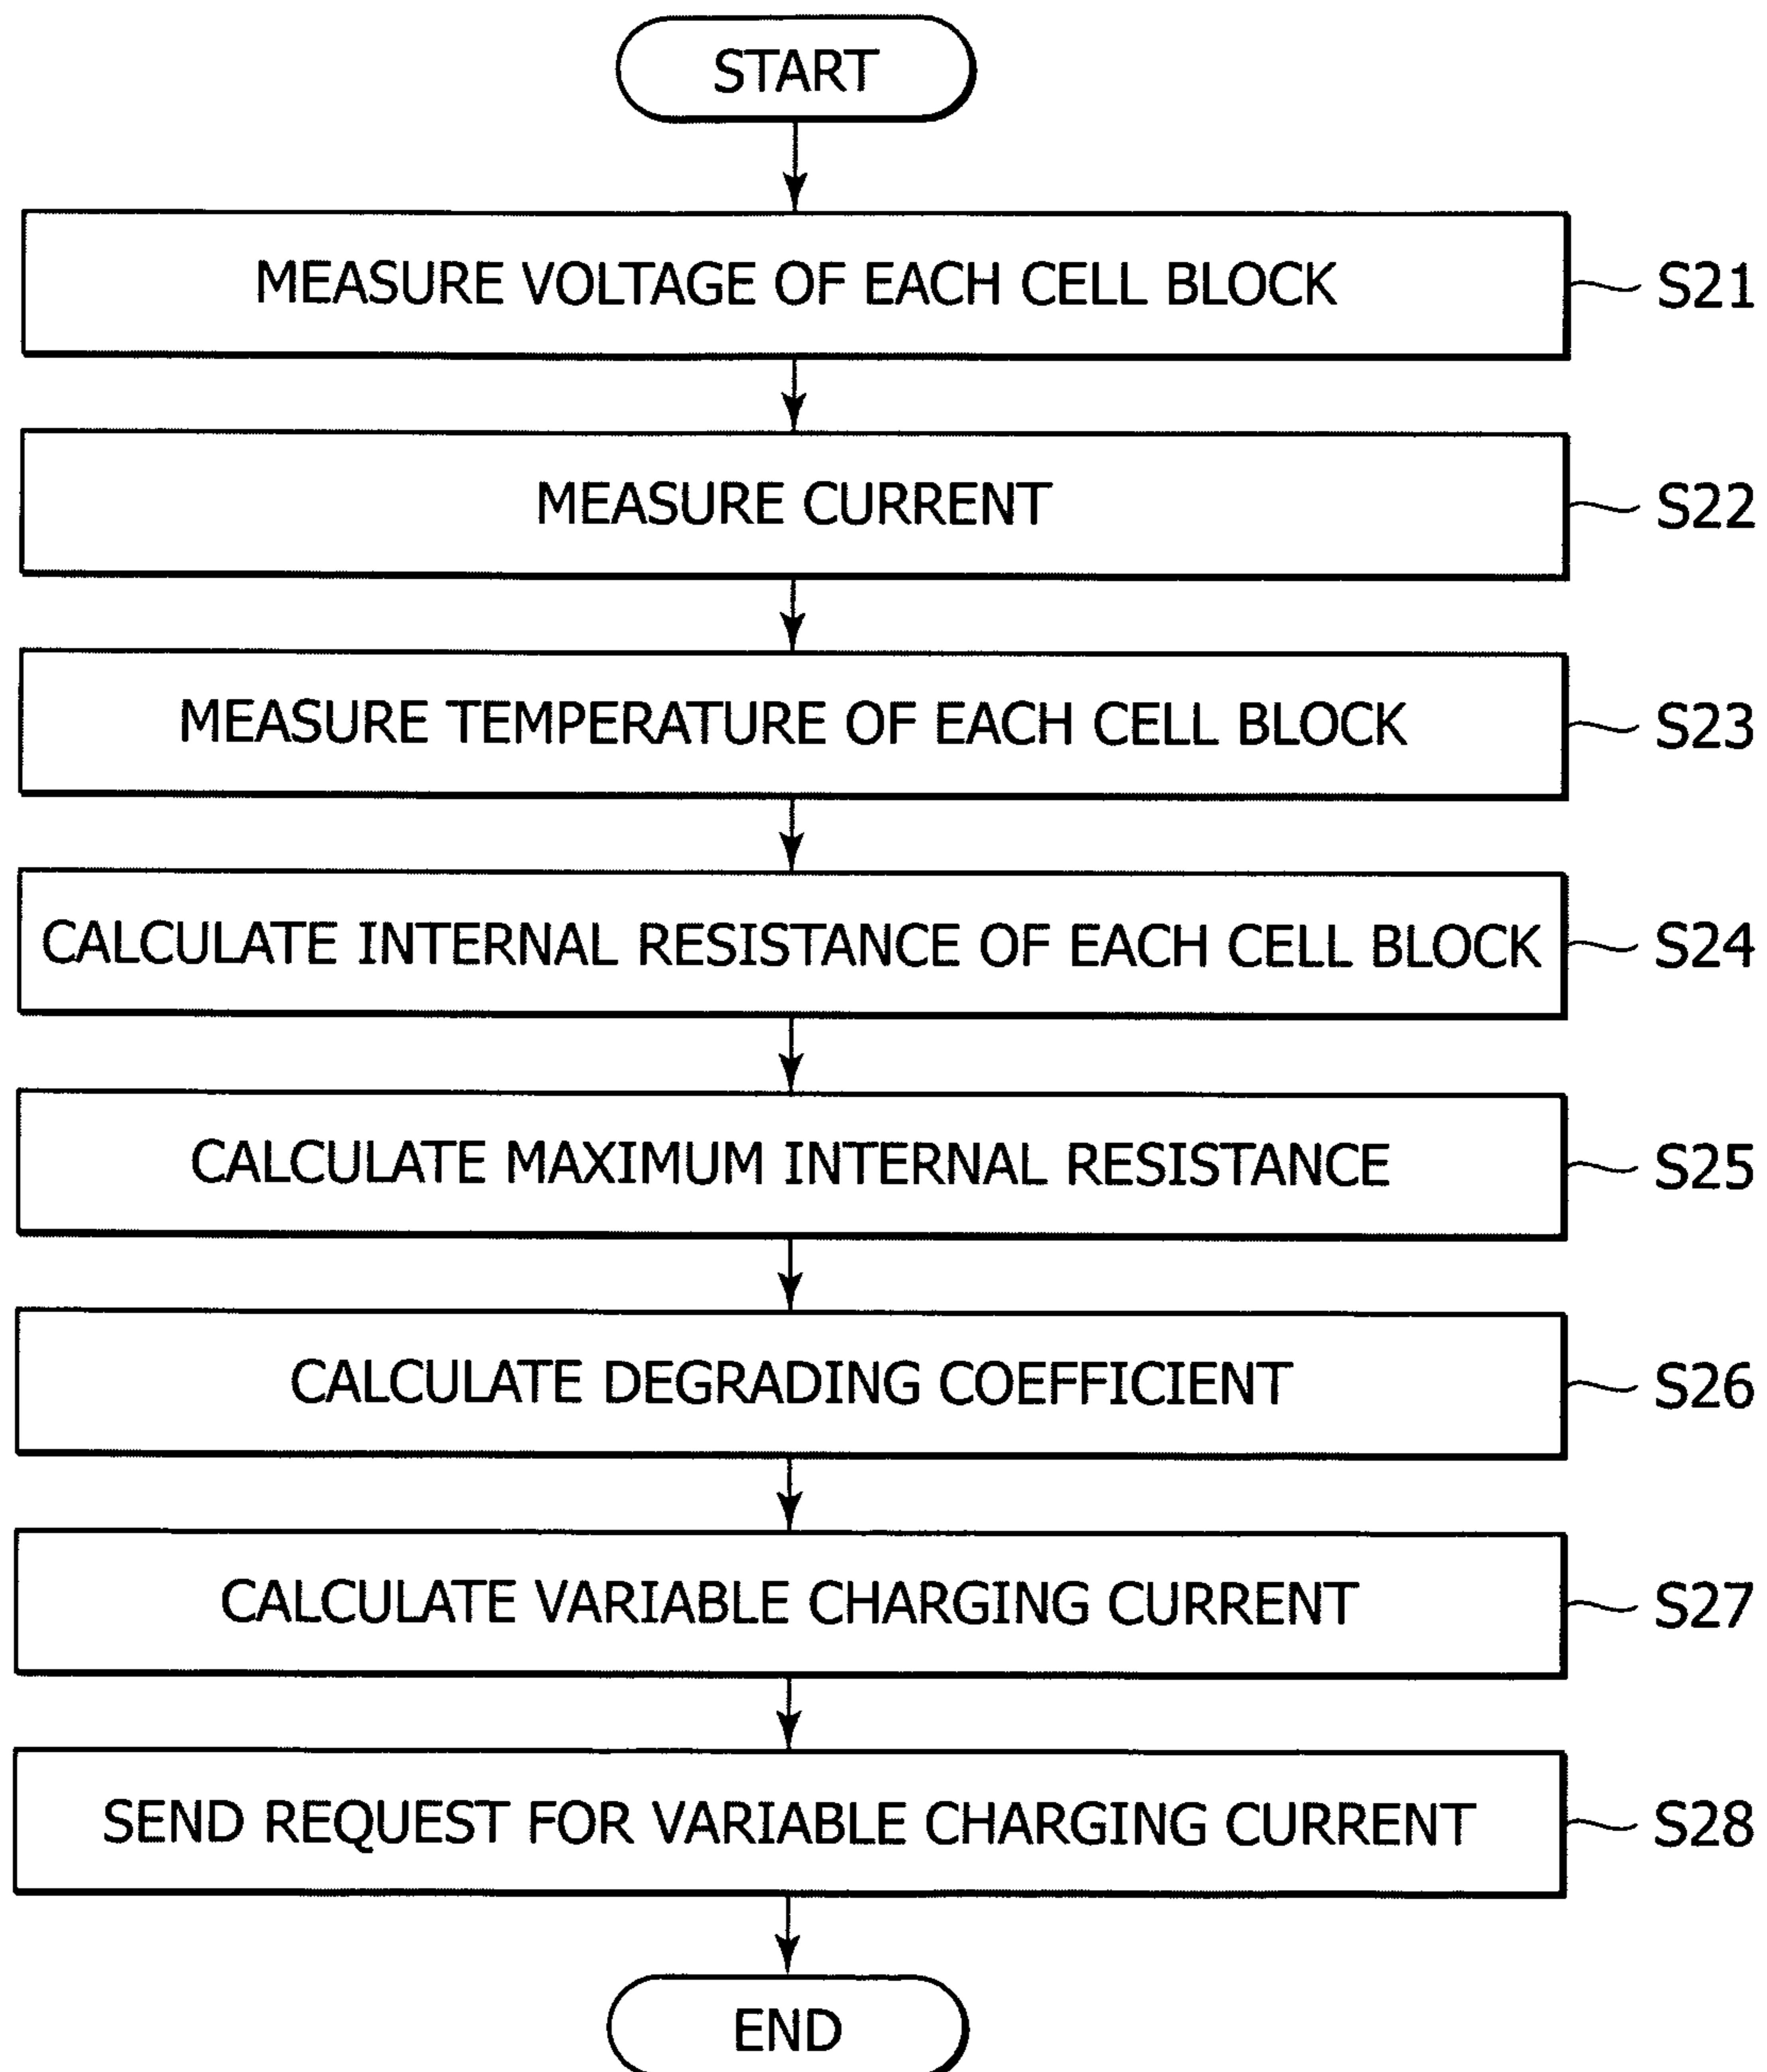 START
MEASURE VOLTAGE OF EACH CELL BLOCK
S21
MEASURE CURRENT
S22
MEASURE TEMPERATURE OF EACH CELL BLOCK
S23
CALCULATE INTERNAL RESISTANCE OF EACH CELL BLOCK
S24
CALCULATE MAXIMUM INTERNAL RESISTANCE
S25
CALCULATE DEGRADING COEFFICIENT
S26
CALCULATE VARIABLE CHARGING CURRENT
S27
SEND REQUEST FOR VARIABLE CHARGING CURRENT
S28
END